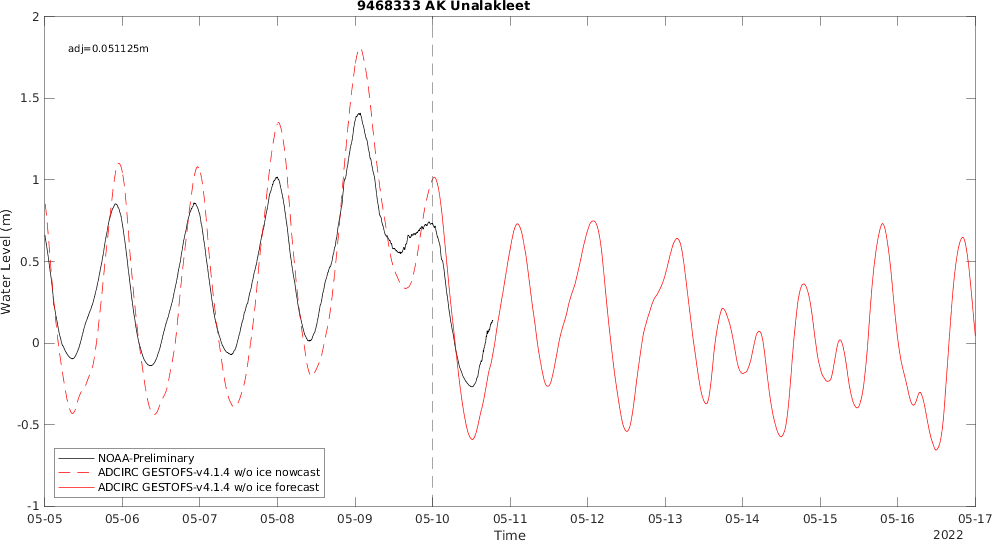 9468333 AK Unalakleet
adj=0.051125m
Water Level (m)
2
1.5
1
0.5
0
-0.5
-1
NOAA-Preliminary
ADCIRC GESTOFS-v4.1.4 w/o ice nowcast
ADCIRC GESTOFS-v4.1.4 w/o ice forecast
05-05 05-06 05-07 05-08 05-09 05-10 05-11 05-12 05-13 05-14 05-15 05-16 05-17
Time
2022